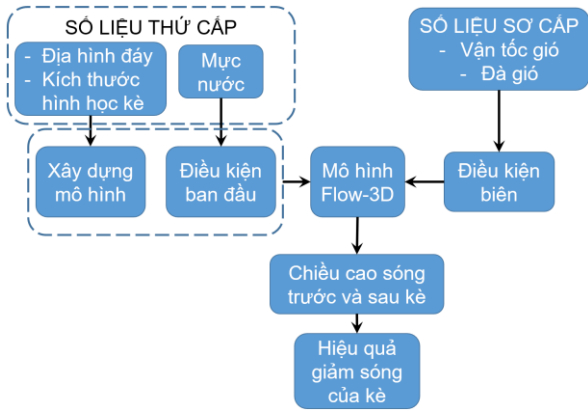 SỐ LIỆU THỨ CẤP
- Địa hình đáy
- Kích thước
hình học kè
Mực
nước
SỐ LIỆU SƠ CẤP
- Vận tốc gió
- Đà gió
Xây dựng
mô hình
Điều kiện
ban đầu
Mô hình
Flow-3D
Điều kiện
biên
Chiều cao sóng
trước và sau kè
Hiệu quả
giảm sóng
của kè